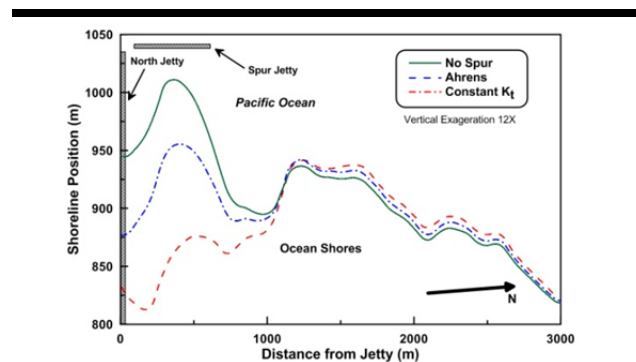 1050
1000
950
900
850
800
Shoreline Position (m)
North Jetty
Spur Jetty
Pacific Ocean
No Spur
Ahrens
Constant Kt
Vertical Exageration 12X
Ocean Shores
N
0
1000
2000
3000
Distance from Jetty (m)